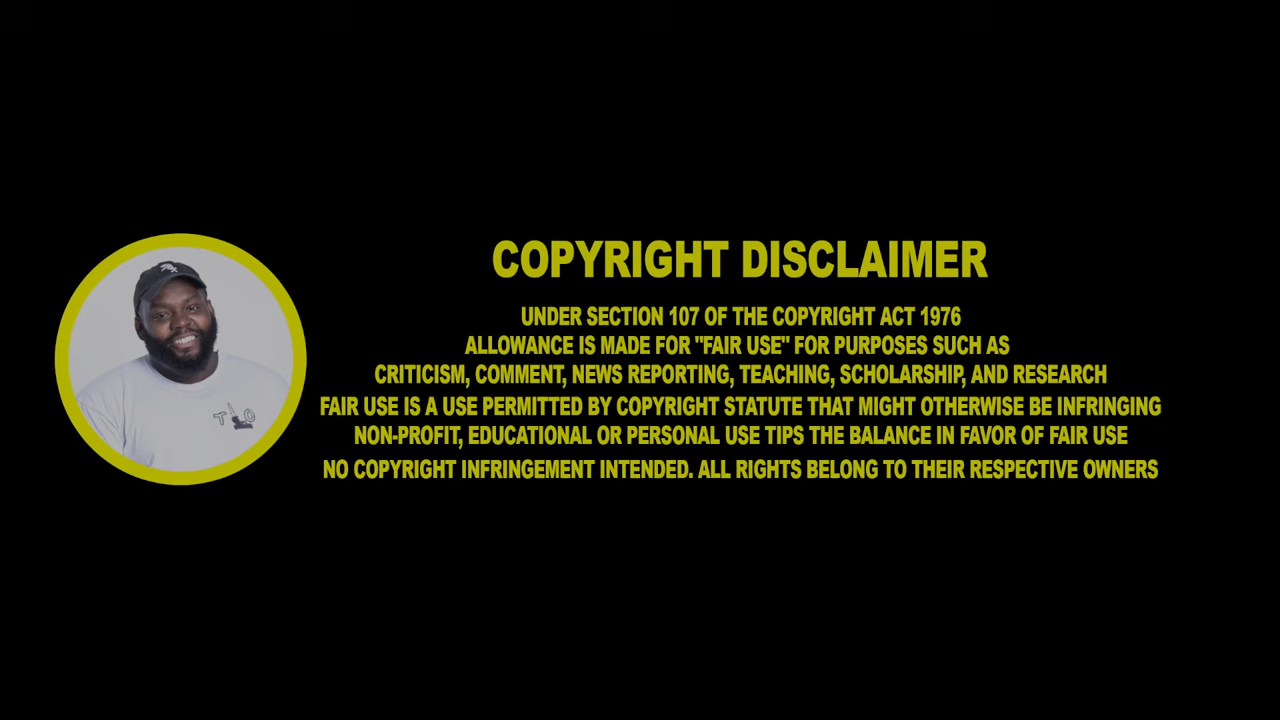 COPYRIGHT DISCLAIMER
UNDER SECTION 107 OF THE COPYRIGHT ACT 1976
ALLOWANCE IS MADE FOR "FAIR USE" FOR PURPOSES SUCH AS
CRITICISM, COMMENT, NEWS REPORTING, TEACHING, SCHOLARSHIP, AND RESEARCH
FAIR USE IS A USE PERMITTED BY COPYRIGHT STATUTE THAT MIGHT OTHERWISE BE INFRINGING
NON-PROFIT, EDUCATIONAL OR PERSONAL USE TIPS THE BALANCE IN FAVOR OF FAIR USE
NO COPYRIGHT INFRINGEMENT INTENDED. ALL RIGHTS BELONG TO THEIR RESPECTIVE OWNERS